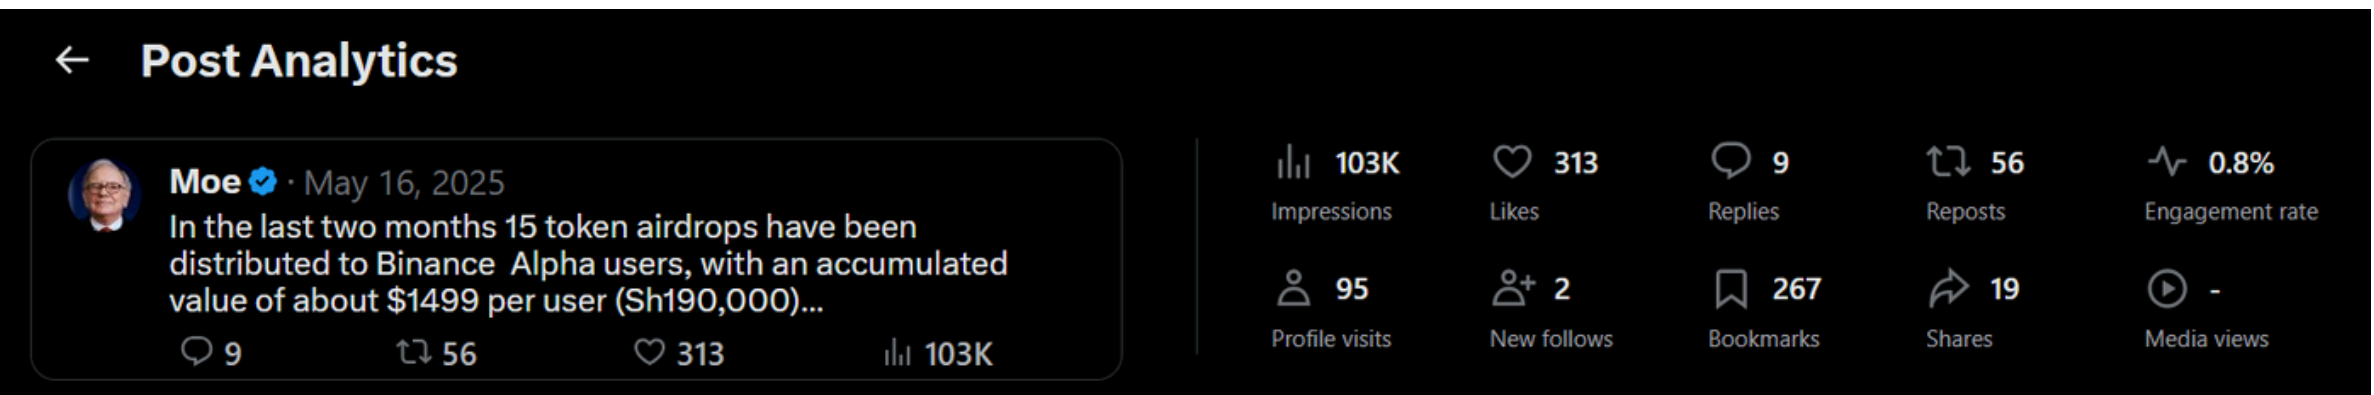 Post Analytics
Moe · May 16, 2025
In the last two months 15 token airdrops have been
distributed to Binance  Alpha users, with an accumulated
value of about $1499 per user (Sh190,000)...
9 56 313 103K
103K 313 9 56 0.8%
Impressions Likes Replies Reposts Engagement rate
95 2 267 19 -
Profile visits New follows Bookmarks Shares Media views